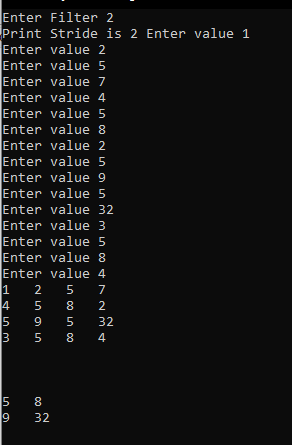 Enter Filter 2
Print Stride is 2 Enter value 1
Enter value 2
Enter value 5
Enter value 7
Enter value 4
Enter value 5
Enter value 8
Enter value 2
Enter value 5
Enter value 9
Enter value 5
Enter value 32
Enter value 3
Enter value 5
Enter value 8
Enter value 4
1 2 5 7
4 5 8 2
5 9 5 32
3 5 8 4
5 8
9 32